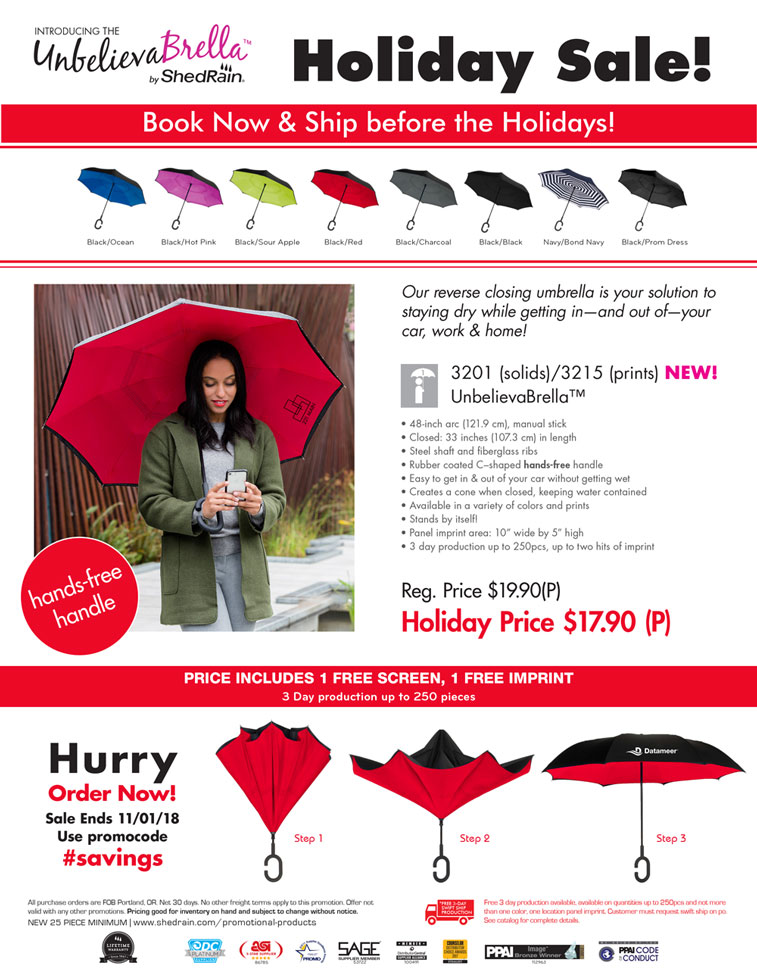 INTRODUCING THE
UnbelievaBrella™
by ShedRain®
Holiday Sale!
Book Now & Ship before the Holidays!
Black/Ocean
Black/Hot Pink
Black/Sour Apple
Black/Red
Black/Charcoal
Black/Black
Navy/Bond Navy
Black/Prom Dress
Our reverse closing umbrella is your solution to
staying dry while getting in—and out of—your
car, work & home!
3201 (solids)/3215 (prints) NEW!
UnbelievaBrella™
• 48-inch arc (121.9 cm), manual stick
• Closed: 33 inches (107.3 cm) in length
• Steel shaft and fiberglass ribs
• Rubber coated C–shaped hands-free handle
• Easy to get in & out of your car without getting wet
• Creates a cone when closed, keeping water contained
• Available in a variety of colors and prints
• Stands by itself!
• Panel imprint area: 10” wide by 5” high
• 3 day production up to 250pcs, up to two hits of imprint
hands-free
handle
Reg. Price $19.90(P)
Holiday Price $17.90 (P)
PRICE INCLUDES 1 FREE SCREEN, 1 FREE IMPRINT
3 Day production up to 250 pieces
Hurry
Order Now!
Sale Ends 11/01/18
Use promocode
#savings
Step 1
Step 2
Datameer
Step 3
All purchase orders are FOB Portland, OR. Net 30 days. No other freight terms apply to this promotion. Offer not
valid with any other promotions. Pricing good for inventory on hand and subject to change without notice.
NEW 25 PIECE MINIMUM | www.shedrain.com/promotional-products
*FREE 3-DAY
SWIFT SHIP
PRODUCTION
Free 3 day production available, available on quantities up to 250pcs and not more
than one color, one location panel imprint. Customer must request swift ship on po.
See catalog for complete details.
LIFETIME
WARRANTY
PLATINUM
ASI
5-STAR SUPPLIER
84785
PROMO
SAGE
SUPPLIER MEMBER
53722
PPAI Image
Bronze Winner
PPAI CODE
OF CONDUCT